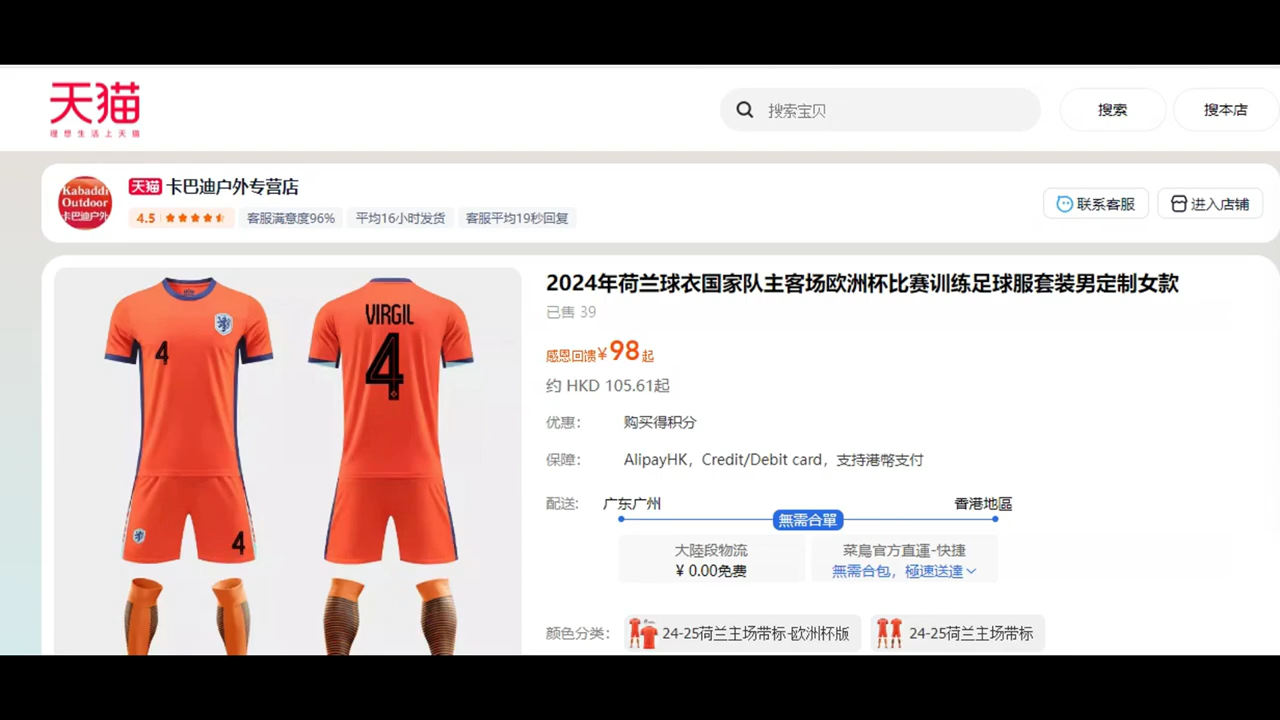 天猫
理想生活上天猫
搜索宝贝
搜索
搜本店
Kabaddi
Outdoor
卡巴迪户外
天猫 卡巴迪户外专营店
4.5
客服满意度96%
平均16小时发货
客服平均19秒回复
联系客服
进入店铺
4
VIRGIL
4
4
2024年荷兰球衣国家队主客场欧洲杯比赛训练足球服套装男定制女款
已售 39
感恩回馈¥98起
约 HKD 105.61起
优惠：
购买得积分
保障：
AlipayHK，Credit/Debit card，支持港幣支付
配送:
广东广州
香港地區
無需合單
大陸段物流
¥ 0.00免费
菜鳥官方直運-快捷
無需合包，極速送達
颜色分类：
24-25荷兰主场带标-欧洲杯版
24-25荷兰主场带标